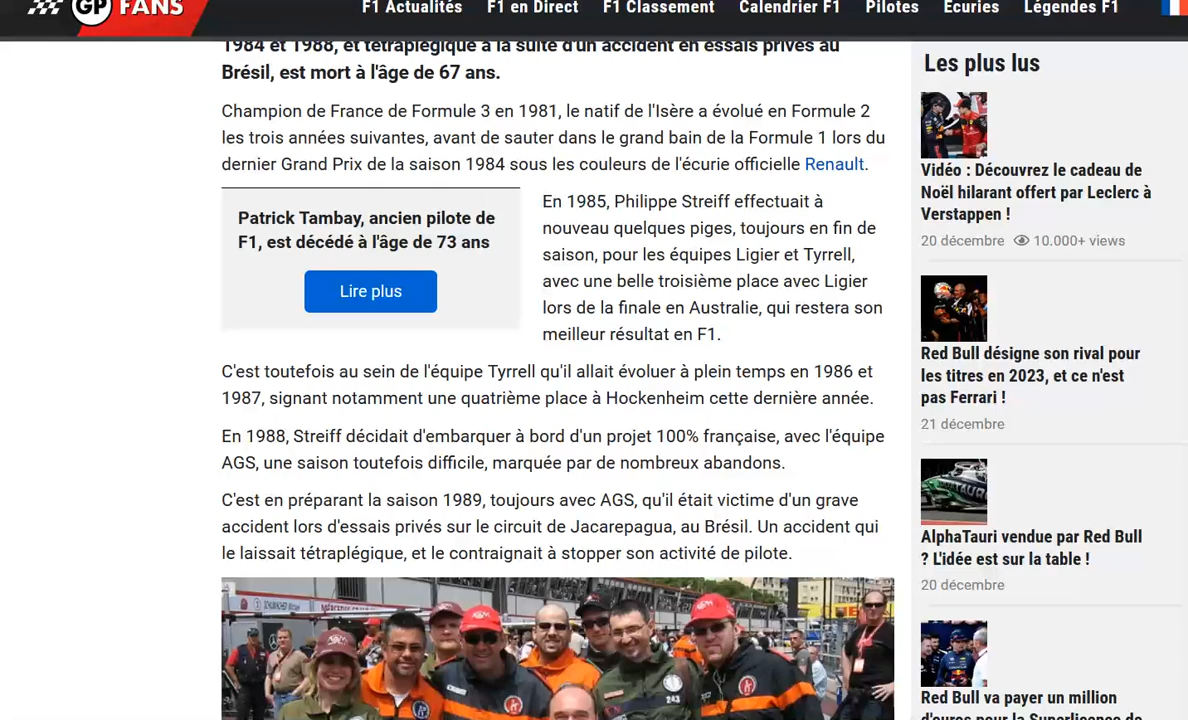 GP FANS
F1 Actualités
F1 en Direct
F1 Classement
Calendrier F1
Pilotes
Ecuries
Légendes F1
1984 et 1988, et tétraplégique à la suite d'un accident en essais privés au
Brésil, est mort à l'âge de 67 ans.
Champion de France de Formule 3 en 1981, le natif de l'Isère a évolué en Formule 2
les trois années suivantes, avant de sauter dans le grand bain de la Formule 1 lors du
dernier Grand Prix de la saison 1984 sous les couleurs de l'écurie officielle Renault.
Patrick Tambay, ancien pilote de
F1, est décédé à l'âge de 73 ans
Lire plus
En 1985, Philippe Streiff effectuait à
nouveau quelques piges, toujours en fin de
saison, pour les équipes Ligier et Tyrrell,
avec une belle troisième place avec Ligier
lors de la finale en Australie, qui restera son
meilleur résultat en F1.
C'est toutefois au sein de l'équipe Tyrrell qu'il allait évoluer à plein temps en 1986 et
1987, signant notamment une quatrième place à Hockenheim cette dernière année.
En 1988, Streiff décidait d'embarquer à bord d'un projet 100% française, avec l'équipe
AGS, une saison toutefois difficile, marquée par de nombreux abandons.
C'est en préparant la saison 1989, toujours avec AGS, qu'il était victime d'un grave
accident lors d'essais privés sur le circuit de Jacarepagua, au Brésil. Un accident qui
le laissait tétraplégique, et le contraignait à stopper son activité de pilote.
243
Les plus lus
Vidéo : Découvrez le cadeau de
Noël hilarant offert par Leclerc à
Verstappen !
20 décembre 10.000+ views
Red Bull désigne son rival pour
les titres en 2023, et ce n'est
pas Ferrari !
21 décembre
AlphaTauri vendue par Red Bull
? L'idée est sur la table !
20 décembre
Red Bull va payer un million
d'euros pour la Superlicence de